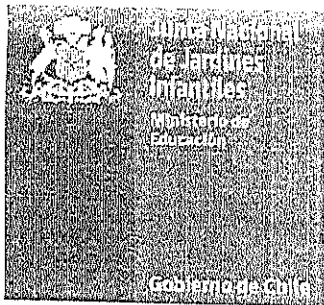 Junta Nacional
de Jardines
Infantiles
Ministerio de
Educación
Gobierno de Chile